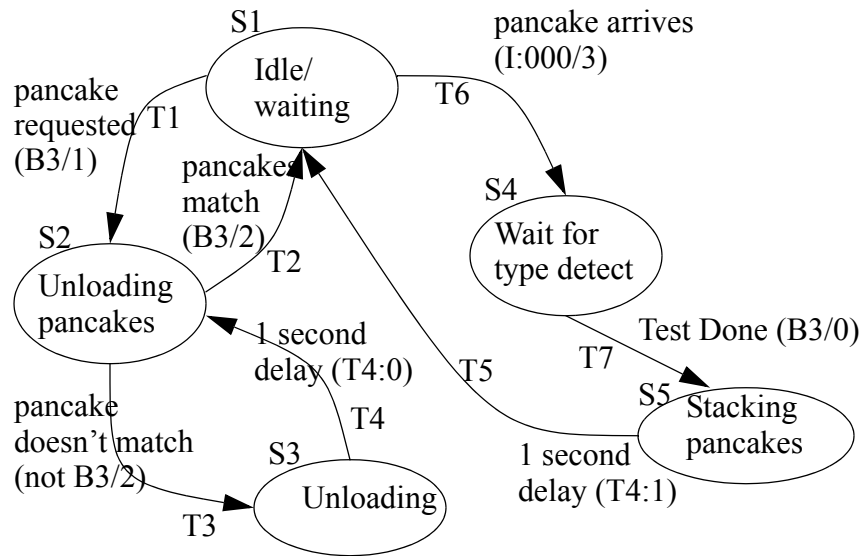 S1
Idle/
waiting
pancake arrives
(I:000/3)
T6
pancake
requested
(B3/1)
T1
pancakes
match
(B3/2)
T2
S4
Wait for
type detect
S2
Unloading
pancakes
1 second
delay (T4:0)
T5
Test Done (B3/0)
T7
S5
Stacking
pancakes
pancake
doesn't match
(not B3/2)
T4
S3
Unloading
1 second
delay (T4:1)
T3